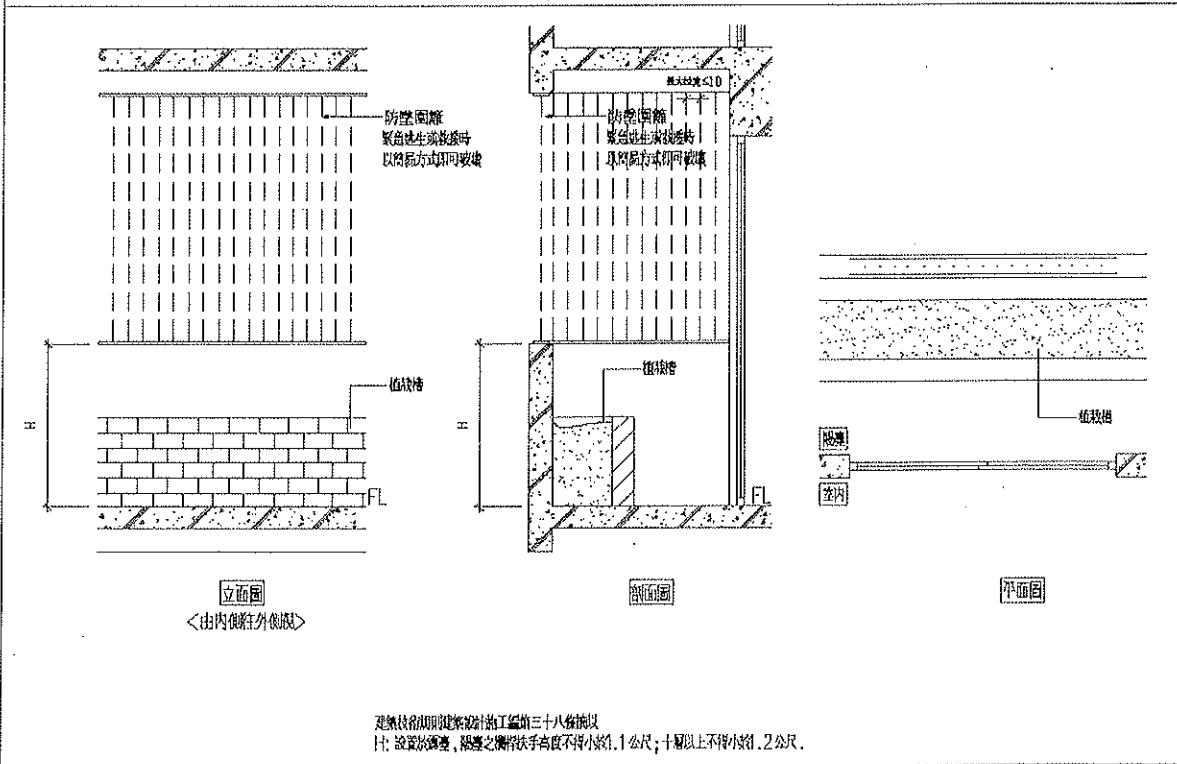 最大坡度≤10
防墜圍籬
緊急逃生或救援時
以簡易方式即可破壞
防墜圍籬
緊急逃生或救援時
以簡易方式即可破壞
植栽槽
H
FL
植栽槽
H
FL
植栽槽
陽臺
室內
立面圖
<由內側往外側視>
剖面圖
平面圖
建築技術規則建築設計施工編第三十八條
H: 設置於露臺,陽臺之欄杆扶手高度不得小於1.1公尺;十層以上不得小於1.2公尺.